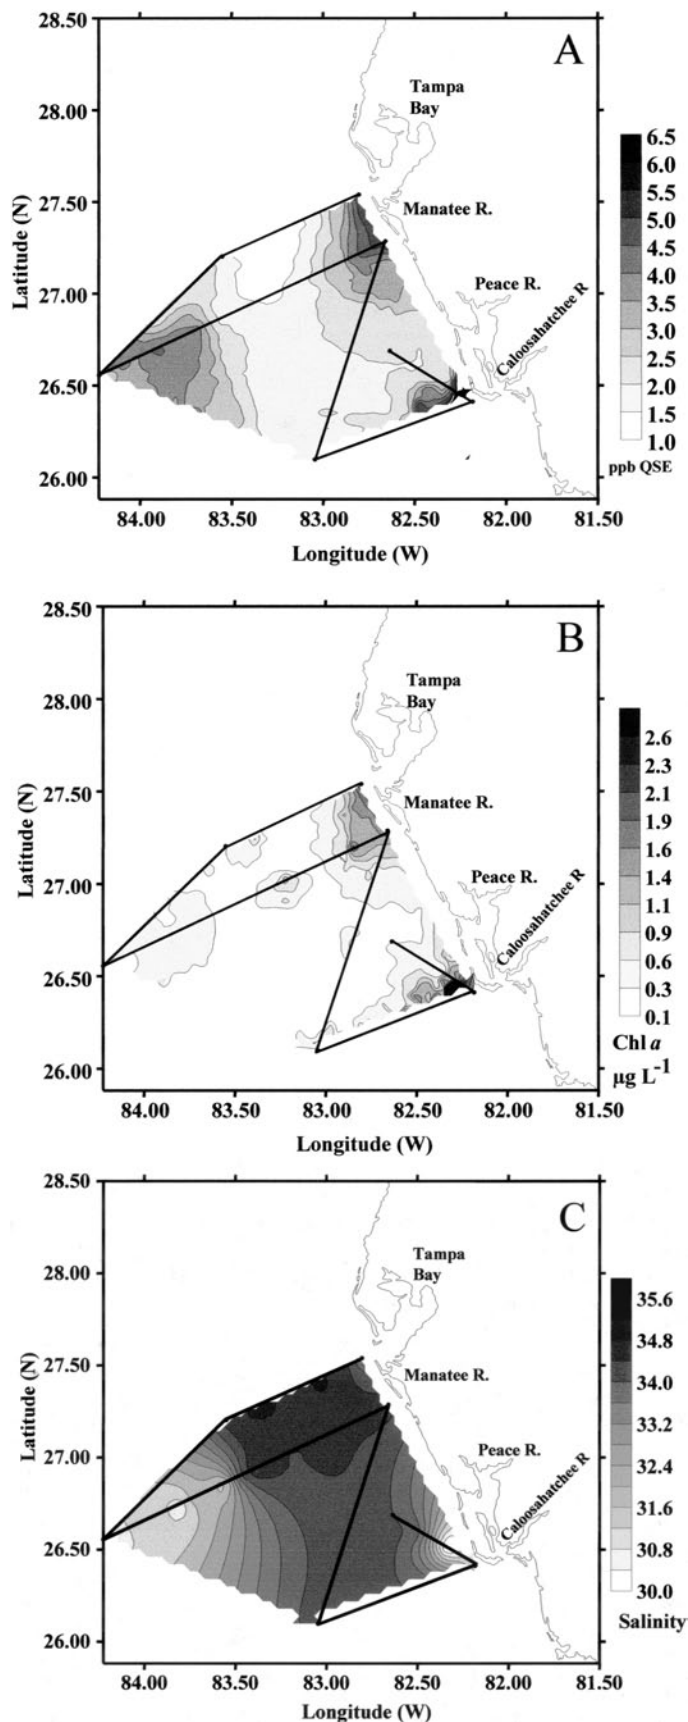 A
28.50
28.00
27.50
27.00
26.50
26.00
Latitude (N)
Tampa
Bay
Manatee R.
Peace R.
Caloosahatchee R
6.5
6.0
5.5
5.0
4.5
4.0
3.5
3.0
2.5
2.0
1.5
1.0
ppb QSE
84.00 83.50 83.00 82.50 82.00 81.50
Longitude (W)
B
28.50
28.00
27.50
27.00
26.50
26.00
Latitude (N)
Tampa
Bay
Manatee R.
Peace R.
Caloosahatchee R
2.6
2.3
2.1
1.8
1.6
1.4
1.1
0.9
0.6
0.3
0.1
Chl a
µg L-1
84.00 83.50 83.00 82.50 82.00 81.50
Longitude (W)
C
28.50
28.00
27.50
27.00
26.50
26.00
Latitude (N)
Tampa
Bay
Manatee R.
Peace R.
Caloosahatchee R
35.6
34.8
34.0
33.2
32.4
31.6
30.8
30.0
Salinity
84.00 83.50 83.00 82.50 82.00 81.50
Longitude (W)